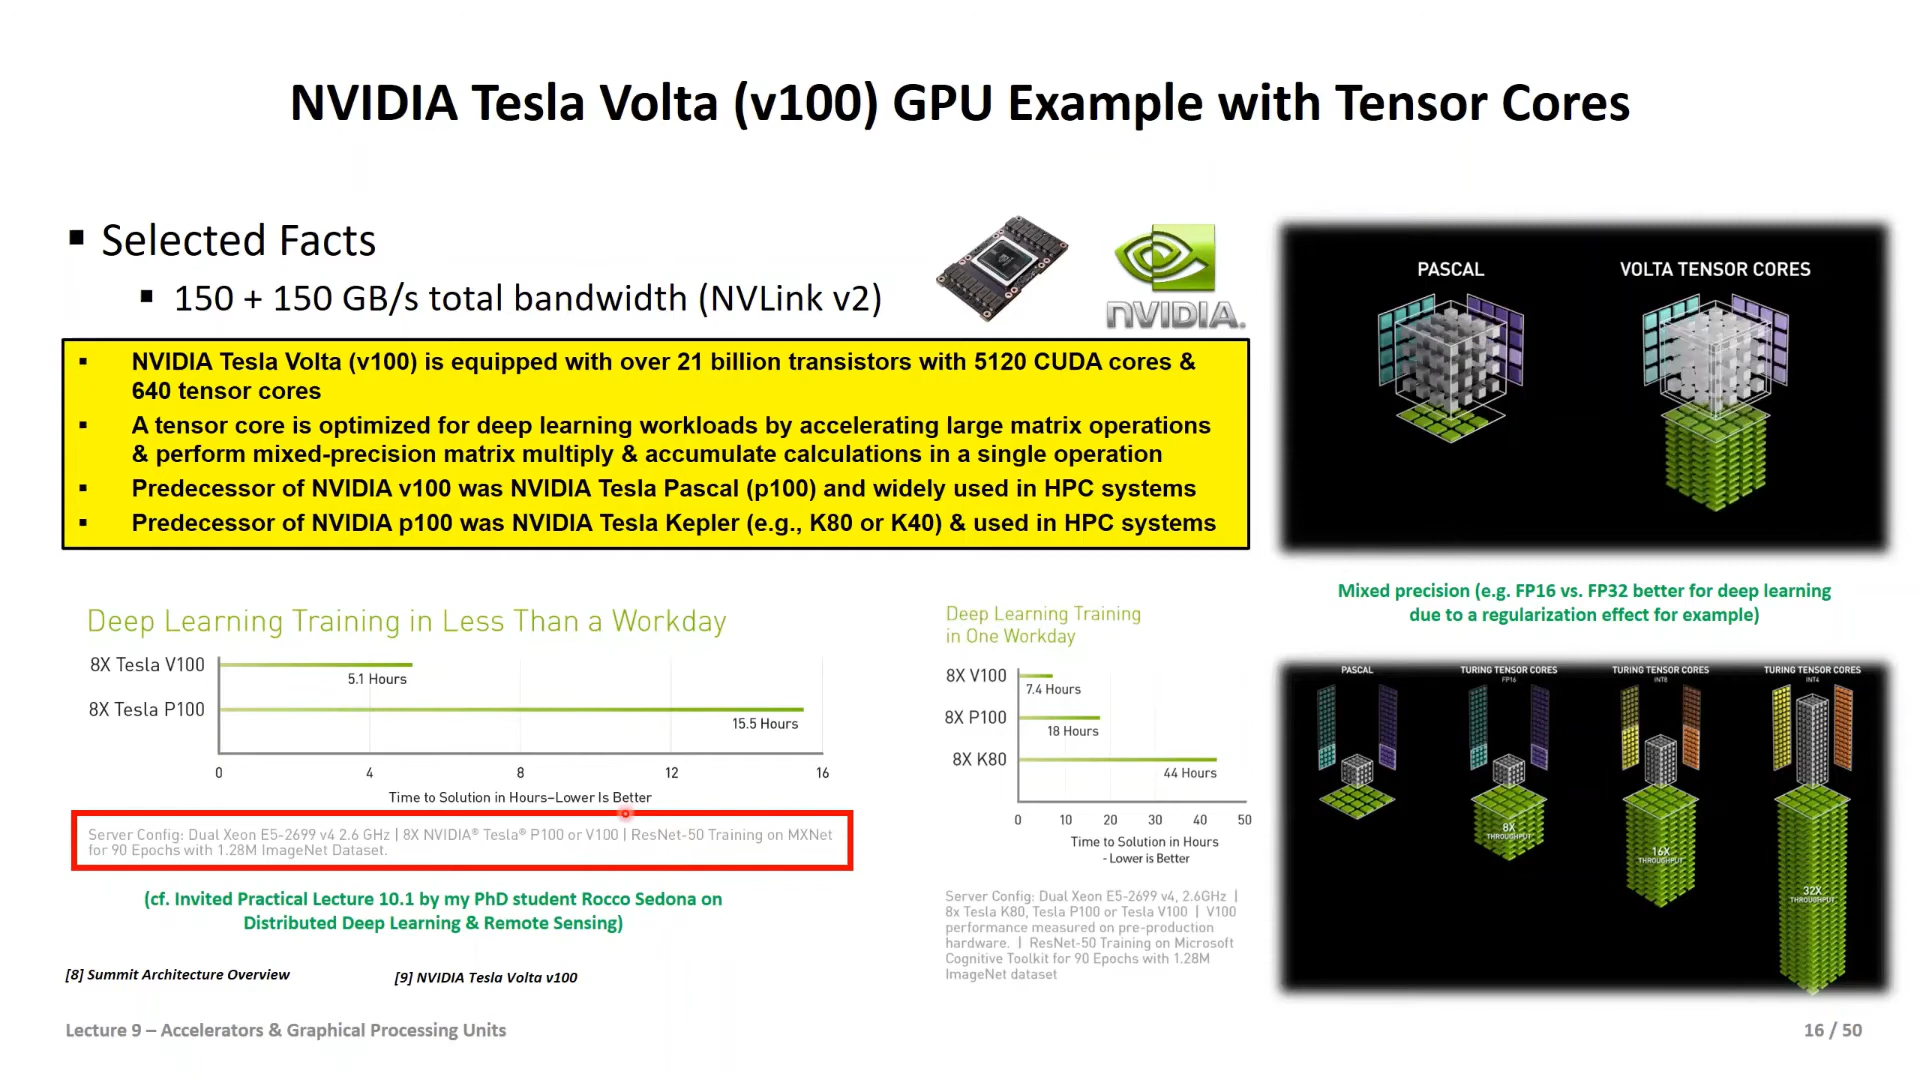 NVIDIA Tesla Volta (v100) GPU Example with Tensor Cores
▪ Selected Facts
▪ 150 + 150 GB/s total bandwidth (NVLink v2)
NVIDIA.
▪ NVIDIA Tesla Volta (v100) is equipped with over 21 billion transistors with 5120 CUDA cores &
640 tensor cores
▪ A tensor core is optimized for deep learning workloads by accelerating large matrix operations
& perform mixed-precision matrix multiply & accumulate calculations in a single operation
▪ Predecessor of NVIDIA v100 was NVIDIA Tesla Pascal (p100) and widely used in HPC systems
▪ Predecessor of NVIDIA p100 was NVIDIA Tesla Kepler (e.g., K80 or K40) & used in HPC systems
PASCAL
VOLTA TENSOR CORES
Mixed precision (e.g. FP16 vs. FP32 better for deep learning
due to a regularization effect for example)
Deep Learning Training in Less Than a Workday
8X Tesla V100
5.1 Hours
8X Tesla P100
15.5 Hours
0 4 8 12 16
Time to Solution in Hours–Lower Is Better
Server Config: Dual Xeon E5-2699 v4 2.6 GHz | 8X NVIDIA® Tesla® P100 or V100 | ResNet-50 Training on MXNet
for 90 Epochs with 1.28M ImageNet Dataset.
(cf. Invited Practical Lecture 10.1 by my PhD student Rocco Sedona on
Distributed Deep Learning & Remote Sensing)
Deep Learning Training
in One Workday
8X V100
7.4 Hours
8X P100
18 Hours
8X K80
44 Hours
0 10 20 30 40 50
Time to Solution in Hours
- Lower is Better
Server Config: Dual Xeon E5-2699 v4, 2.6GHz |
8x Tesla K80, Tesla P100 or Tesla V100 | V100
performance measured on pre-production
hardware. | ResNet-50 Training on Microsoft
Cognitive Toolkit for 90 Epochs with 1.28M
ImageNet dataset
PASCAL
TURING TENSOR CORES
FP16
TURING TENSOR CORES
INT8
TURING TENSOR CORES
INT4
8X
THROUGHPUT
16X
THROUGHPUT
32X
THROUGHPUT
[8] Summit Architecture Overview
[9] NVIDIA Tesla Volta v100
Lecture 9 – Accelerators & Graphical Processing Units
16 / 50